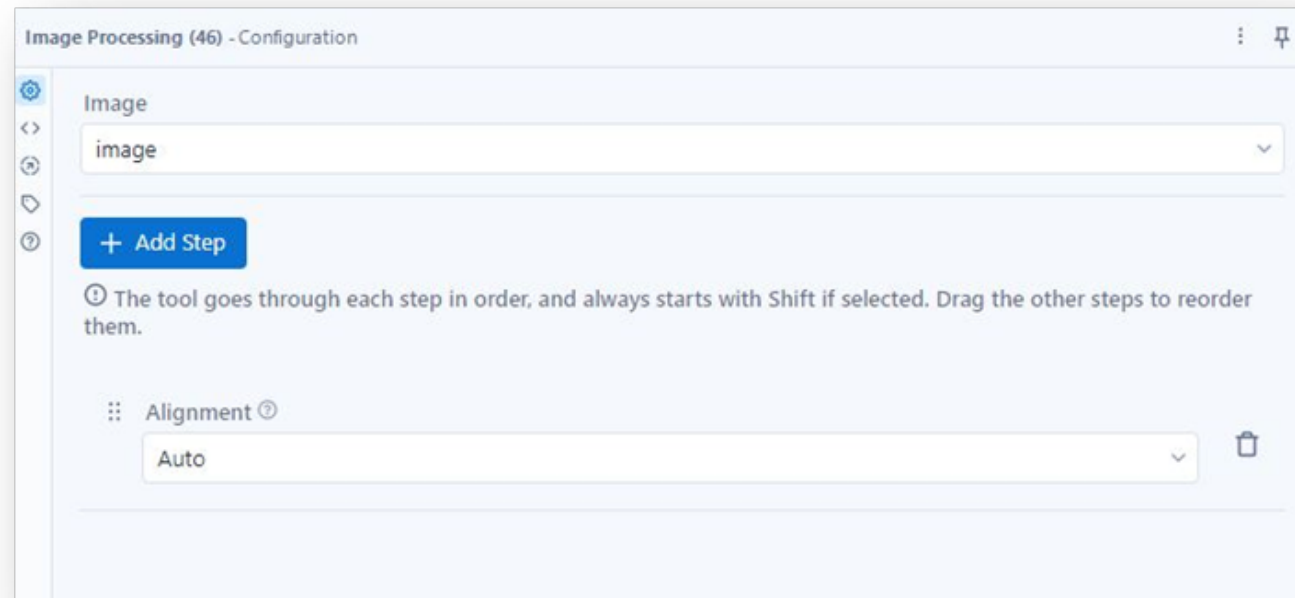 Image Processing (46) - Configuration
Image
image
+ Add Step
The tool goes through each step in order, and always starts with Shift if selected. Drag the other steps to reorder
them.
Alignment
Auto